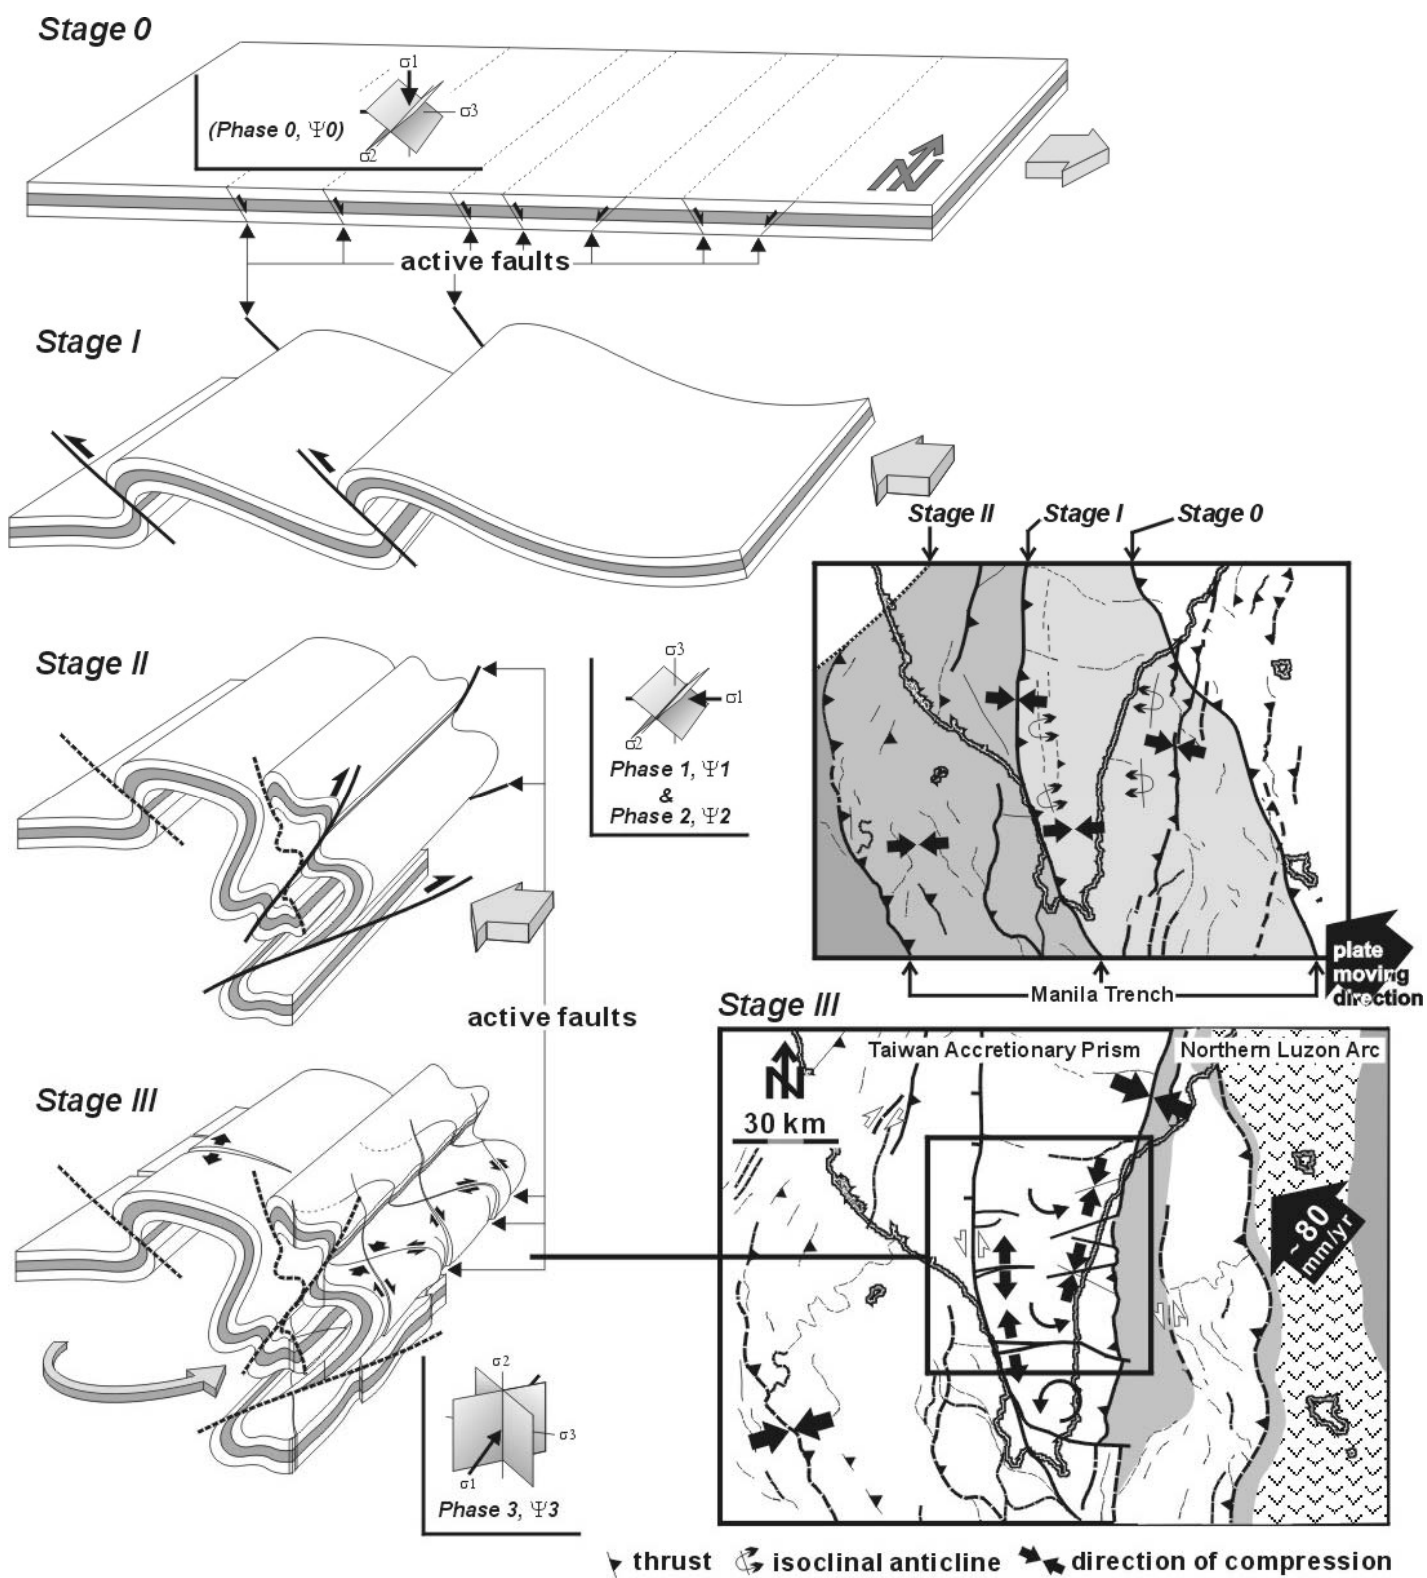 Stage 0
σ1
σ3
(Phase 0, Ψ0)
σ2
N
active faults
Stage I
Stage II
Stage I
Stage 0
Stage II
σ3
σ1
σ2
Phase 1, Ψ1
&
Phase 2, Ψ2
plate
moving
direction
Manila Trench
active faults
Stage III
Taiwan Accretionary Prism
Northern Luzon Arc
N
30 km
~80
mm/yr
Stage III
σ2
σ3
σ1
Phase 3, Ψ3
thrust
isoclinal anticline
direction of compression